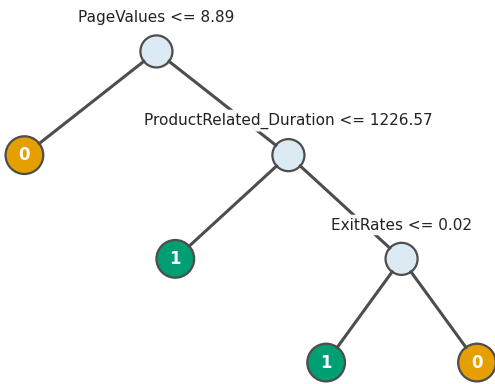 PageValues <= 8.89
ProductRelated_Duration <= 1226.57
0
ExitRates <= 0.02
1
1
0